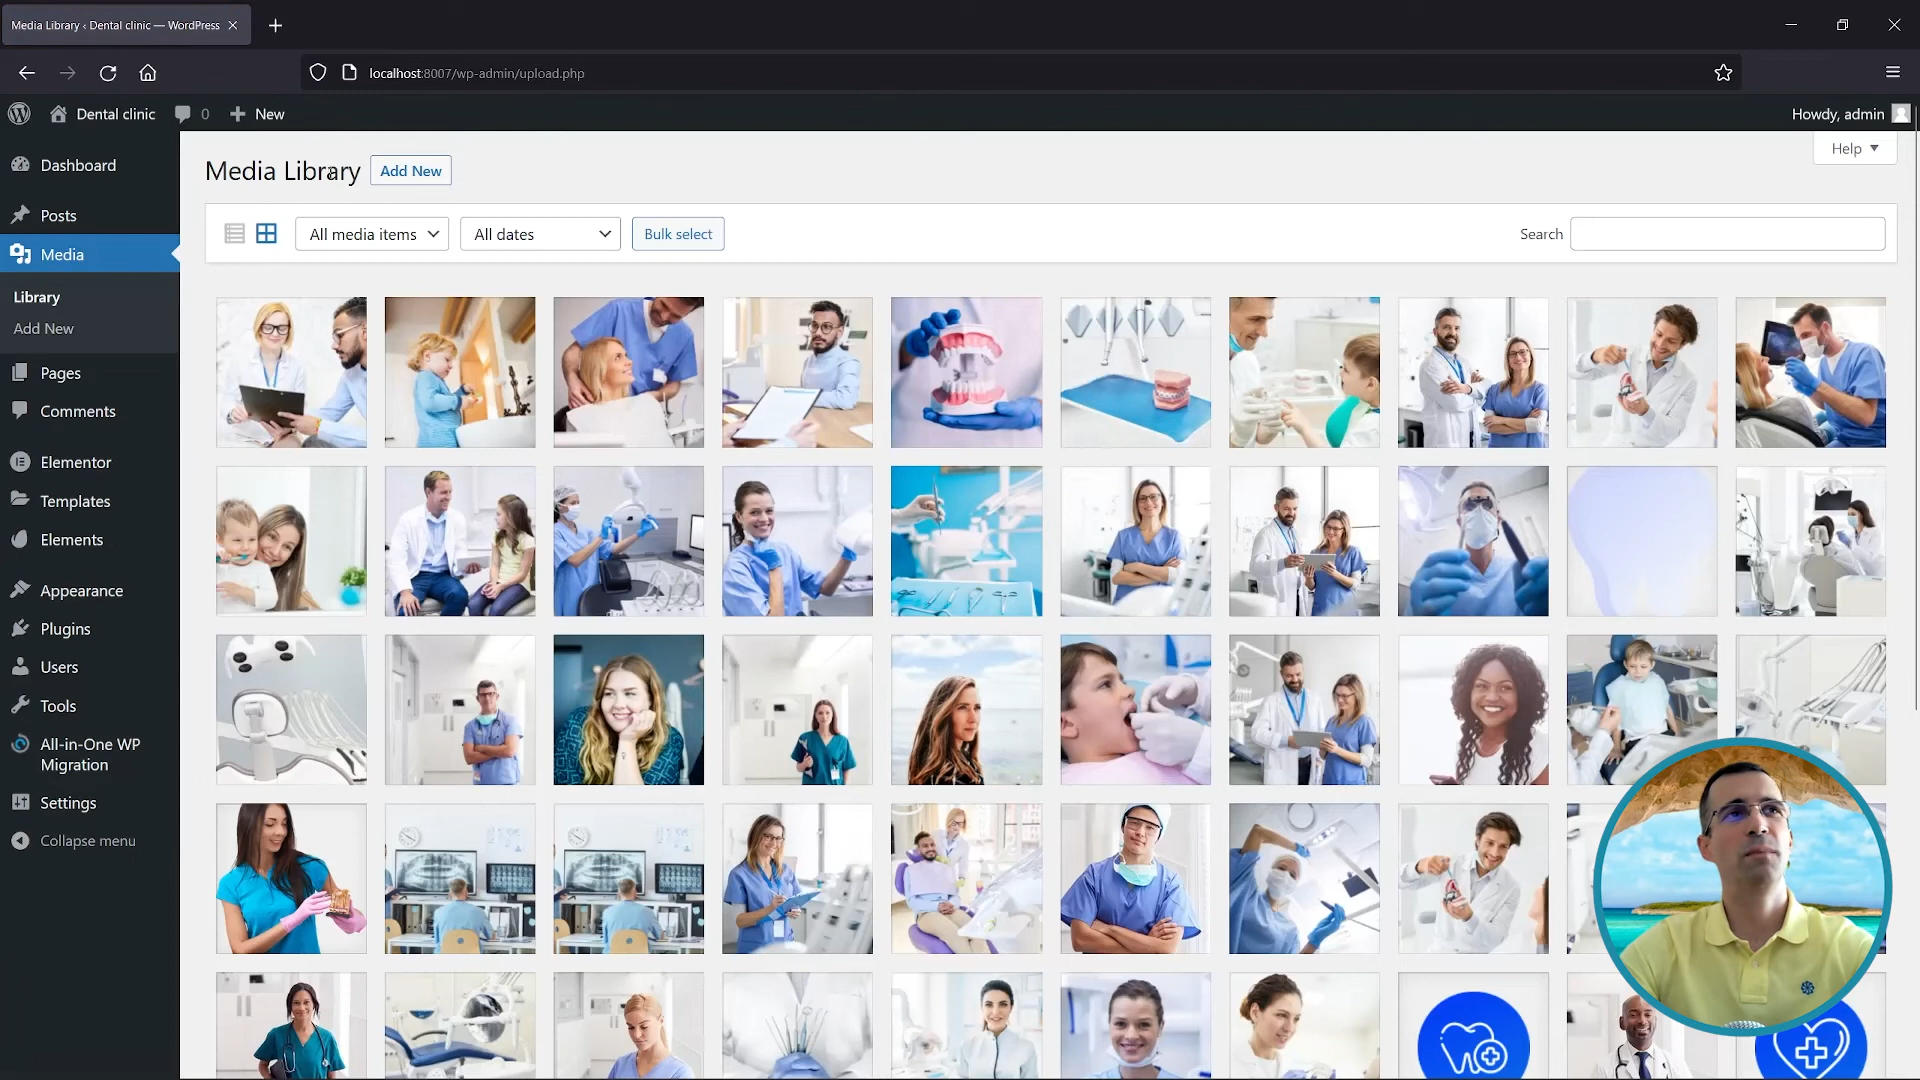 Media Library ‹ Dental clinic — WordPress
localhost:8007/wp-admin/upload.php
Dental clinic
0
New
Howdy, admin
Dashboard
Posts
Media
Library
Add New
Pages
Comments
Elementor
Templates
Elements
Appearance
Plugins
Users
Tools
All-in-One WP
Migration
Settings
Collapse menu
Media Library
Add New
Help
All media items
All dates
Bulk select
Search